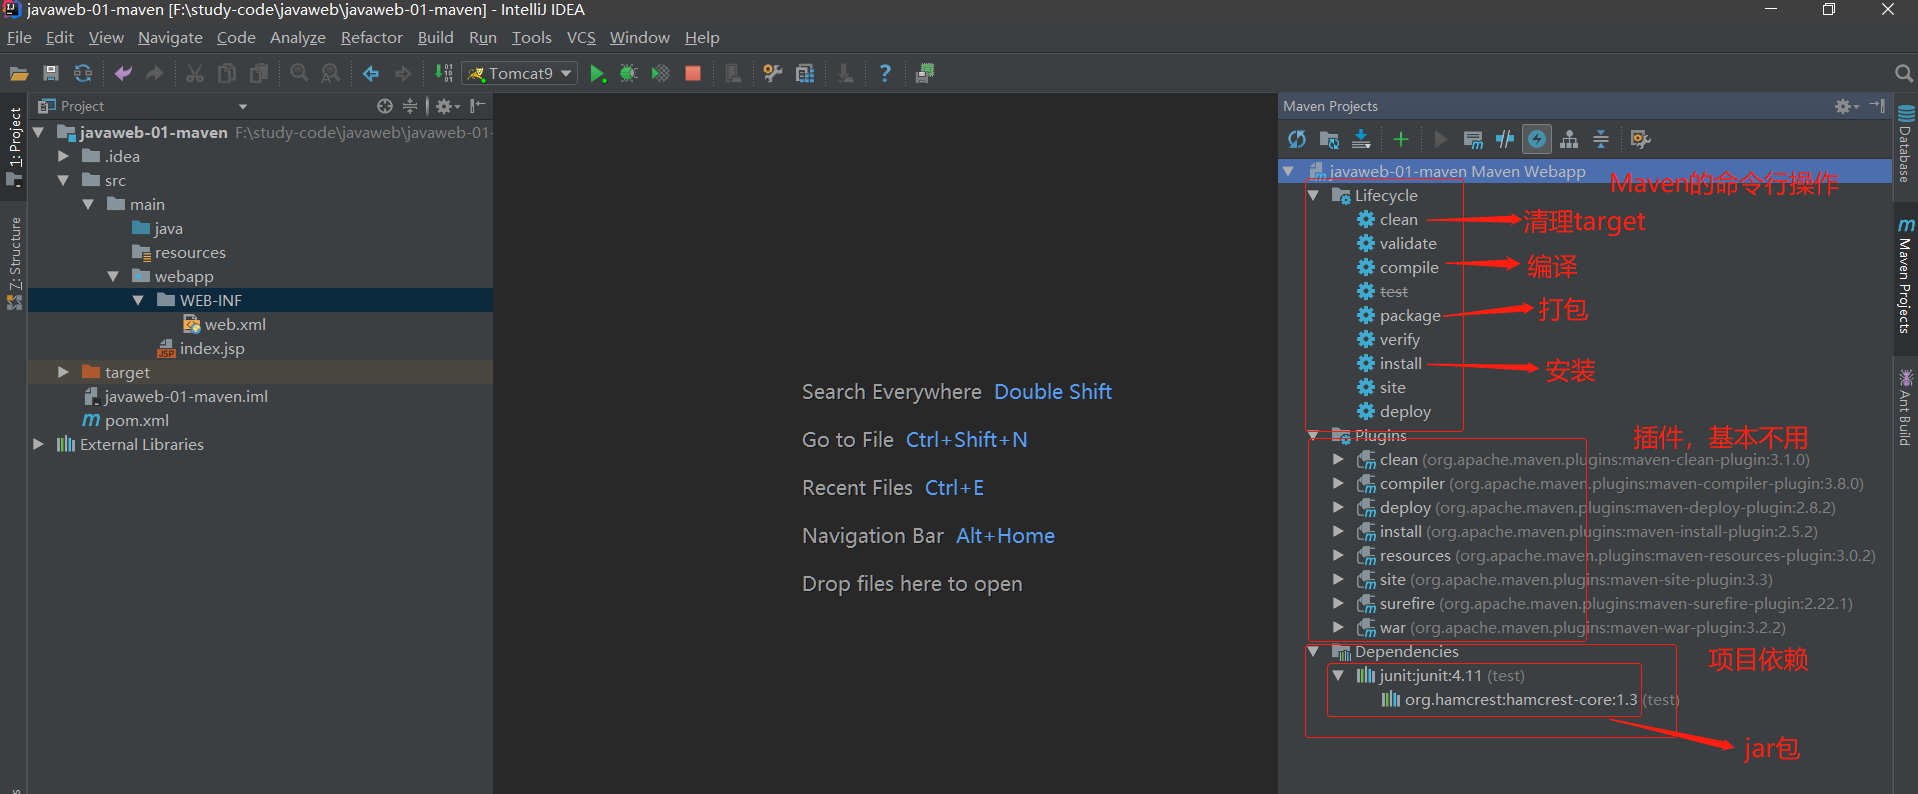 javaweb-01-maven [F:\study-code\javaweb\javaweb-01-maven] - IntelliJ IDEA
File Edit View Navigate Code Analyze Refactor Build Run Tools VCS Window Help
Tomcat9
1: Project
Z: Structure
Project
javaweb-01-maven F:\study-code\javaweb\javaweb-01-
.idea
src
main
java
resources
webapp
WEB-INF
web.xml
index.jsp
target
javaweb-01-maven.iml
pom.xml
External Libraries
Search Everywhere Double Shift
Go to File Ctrl+Shift+N
Recent Files Ctrl+E
Navigation Bar Alt+Home
Drop files here to open
Maven Projects
javaweb-01-maven Maven Webapp
Maven的命令行操作
Lifecycle
clean 清理target
validate
compile 编译
test
package 打包
verify
install 安装
site
deploy
Plugins 插件，基本不用
clean (org.apache.maven.plugins:maven-clean-plugin:3.1.0)
compiler (org.apache.maven.plugins:maven-compiler-plugin:3.8.0)
deploy (org.apache.maven.plugins:maven-deploy-plugin:2.8.2)
install (org.apache.maven.plugins:maven-install-plugin:2.5.2)
resources (org.apache.maven.plugins:maven-resources-plugin:3.0.2)
site (org.apache.maven.plugins:maven-site-plugin:3.3)
surefire (org.apache.maven.plugins:maven-surefire-plugin:2.22.1)
war (org.apache.maven.plugins:maven-war-plugin:3.2.2)
Dependencies 项目依赖
junit:junit:4.11 (test)
org.hamcrest:hamcrest-core:1.3 (test)
jar包
Database
Maven Projects
Ant Build